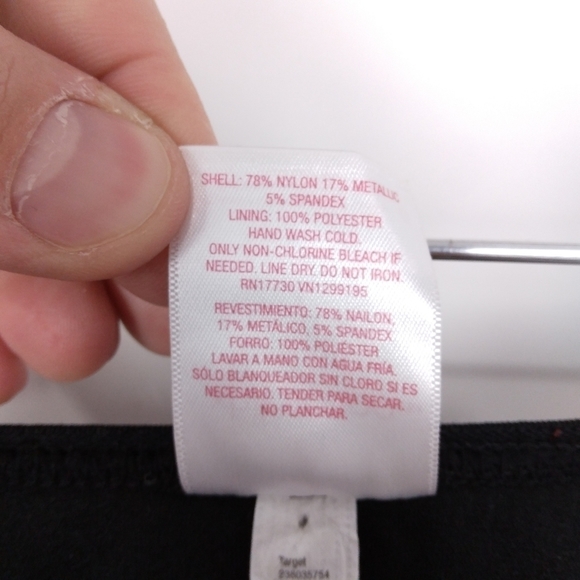 SHELL: 78% NYLON 17% METALLIC
5% SPANDEX
LINING: 100% POLYESTER
HAND WASH COLD.
ONLY NON-CHLORINE BLEACH IF
NEEDED. LINE DRY. DO NOT IRON.
RN17730 VN1299195
REVESTIMIENTO: 78% NAILON,
17% METÁLICO, 5% SPANDEX
FORRO: 100% POLIÉSTER
LAVAR A MANO CON AGUA FRÍA.
SÓLO BLANQUEADOR SIN CLORO SI ES
NECESARIO. TENDER PARA SECAR.
NO PLANCHAR.
Target